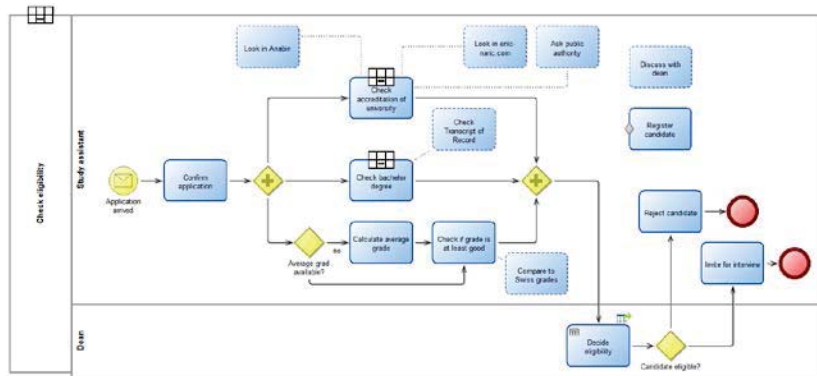 Check eligibility
Study assistant
Dean
Look in Anabin
Look in enic
naric.com
Ask public
authority
Discuss with
dean
Check
accreditation of
university
Check
Transcript of
Record
Register
candidate
Application
arrived
Confirm
application
Check bachelor
degree
Reject candidate
Calculate average
grade
Check if grade is
at least good
no
Average grad
available?
Compare to
Swiss grades
Invite for interview
Decide
eligibility
Candidate eligible?